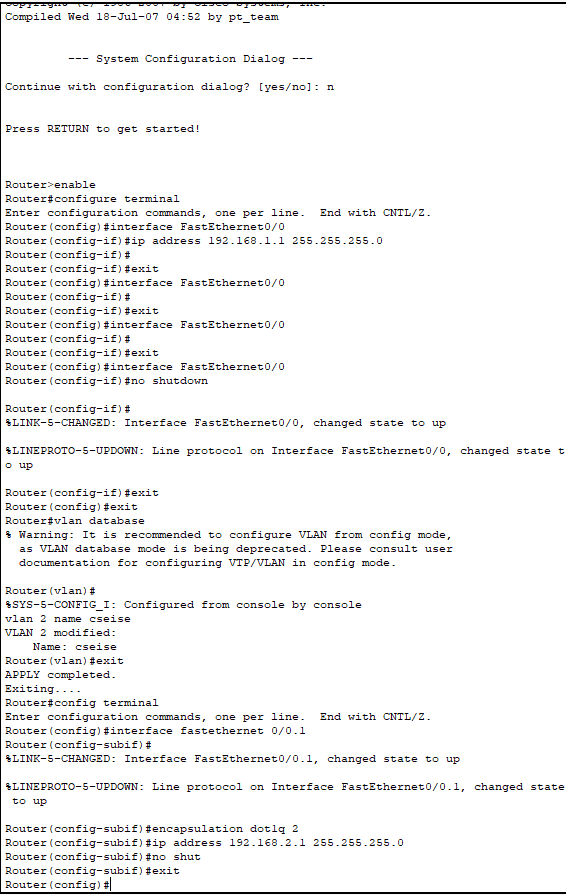 Compiled Wed 18-Jul-07 04:52 by pt_team
--- System Configuration Dialog ---
Continue with configuration dialog? [yes/no]: n
Press RETURN to get started!
Router>enable
Router#configure terminal
Enter configuration commands, one per line.  End with CNTL/Z.
Router(config)#interface FastEthernet0/0
Router(config-if)#ip address 192.168.1.1 255.255.255.0
Router(config-if)#
Router(config-if)#exit
Router(config)#interface FastEthernet0/0
Router(config-if)#
Router(config-if)#exit
Router(config)#interface FastEthernet0/0
Router(config-if)#
Router(config-if)#exit
Router(config)#interface FastEthernet0/0
Router(config-if)#no shutdown
Router(config-if)#
%LINK-5-CHANGED: Interface FastEthernet0/0, changed state to up
%LINEPROTO-5-UPDOWN: Line protocol on Interface FastEthernet0/0, changed state t
o up
Router(config-if)#exit
Router(config)#exit
Router#vlan database
% Warning: It is recommended to configure VLAN from config mode,
as VLAN database mode is being deprecated. Please consult user
documentation for configuring VTP/VLAN in config mode.
Router(vlan)#
%SYS-5-CONFIG_I: Configured from console by console
vlan 2 name cseise
VLAN 2 modified:
Name: cseise
Router(vlan)#exit
APPLY completed.
Exiting....
Router#config terminal
Enter configuration commands, one per line.  End with CNTL/Z.
Router(config)#interface fastethernet 0/0.1
Router(config-subif)#
%LINK-5-CHANGED: Interface FastEthernet0/0.1, changed state to up
%LINEPROTO-5-UPDOWN: Line protocol on Interface FastEthernet0/0.1, changed state
to up
Router(config-subif)#encapsulation dot1q 2
Router(config-subif)#ip address 192.168.2.1 255.255.255.0
Router(config-subif)#no shut
Router(config-subif)#exit
Router(config)#